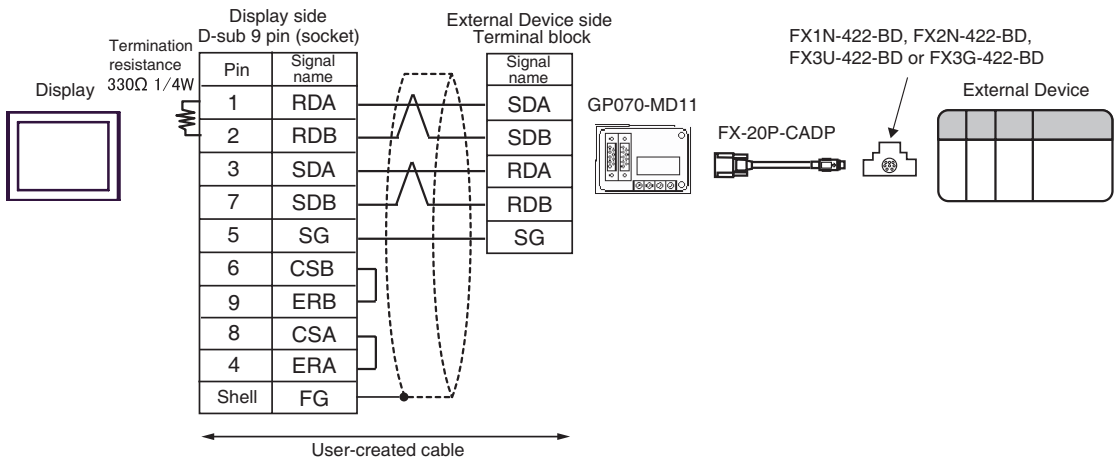 Display
Termination
resistance
330Ω 1/4W
Display side
D-sub 9 pin (socket)
Pin Signal name
1 RDA
2 RDB
3 SDA
7 SDB
5 SG
6 CSB
9 ERB
8 CSA
4 ERA
Shell FG
External Device side
Terminal block
Signal
name
SDA
SDB
RDA
RDB
SG
User-created cable
GP070-MD11
FX-20P-CADP
FX1N-422-BD, FX2N-422-BD,
FX3U-422-BD or FX3G-422-BD
External Device